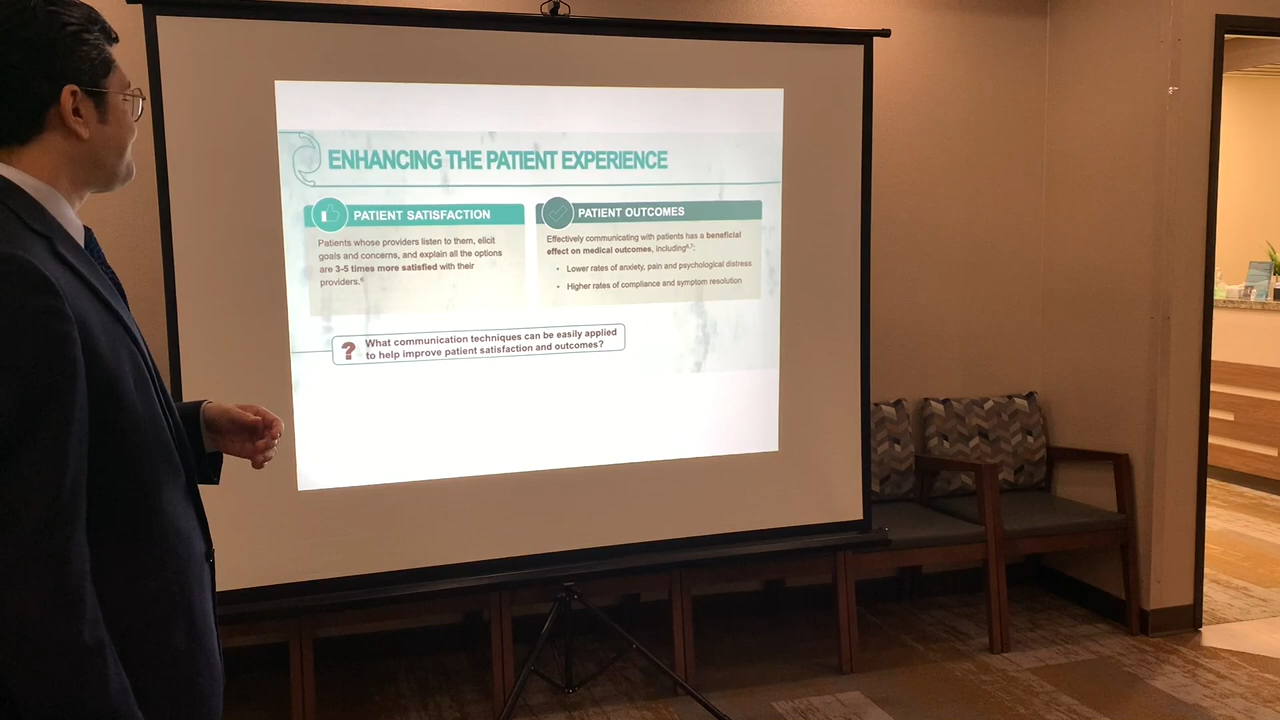 ENHANCING THE PATIENT EXPERIENCE
PATIENT SATISFACTION
Patients whose providers listen to them, elicit
goals and concerns, and explain all the options
are 3-5 times more satisfied with their
providers.⁶
PATIENT OUTCOMES
Effectively communicating with patients has a beneficial
effect on medical outcomes, including⁶,⁷:
• Lower rates of anxiety, pain and psychological distress
• Higher rates of compliance and symptom resolution
? What communication techniques can be easily applied
to help improve patient satisfaction and outcomes?